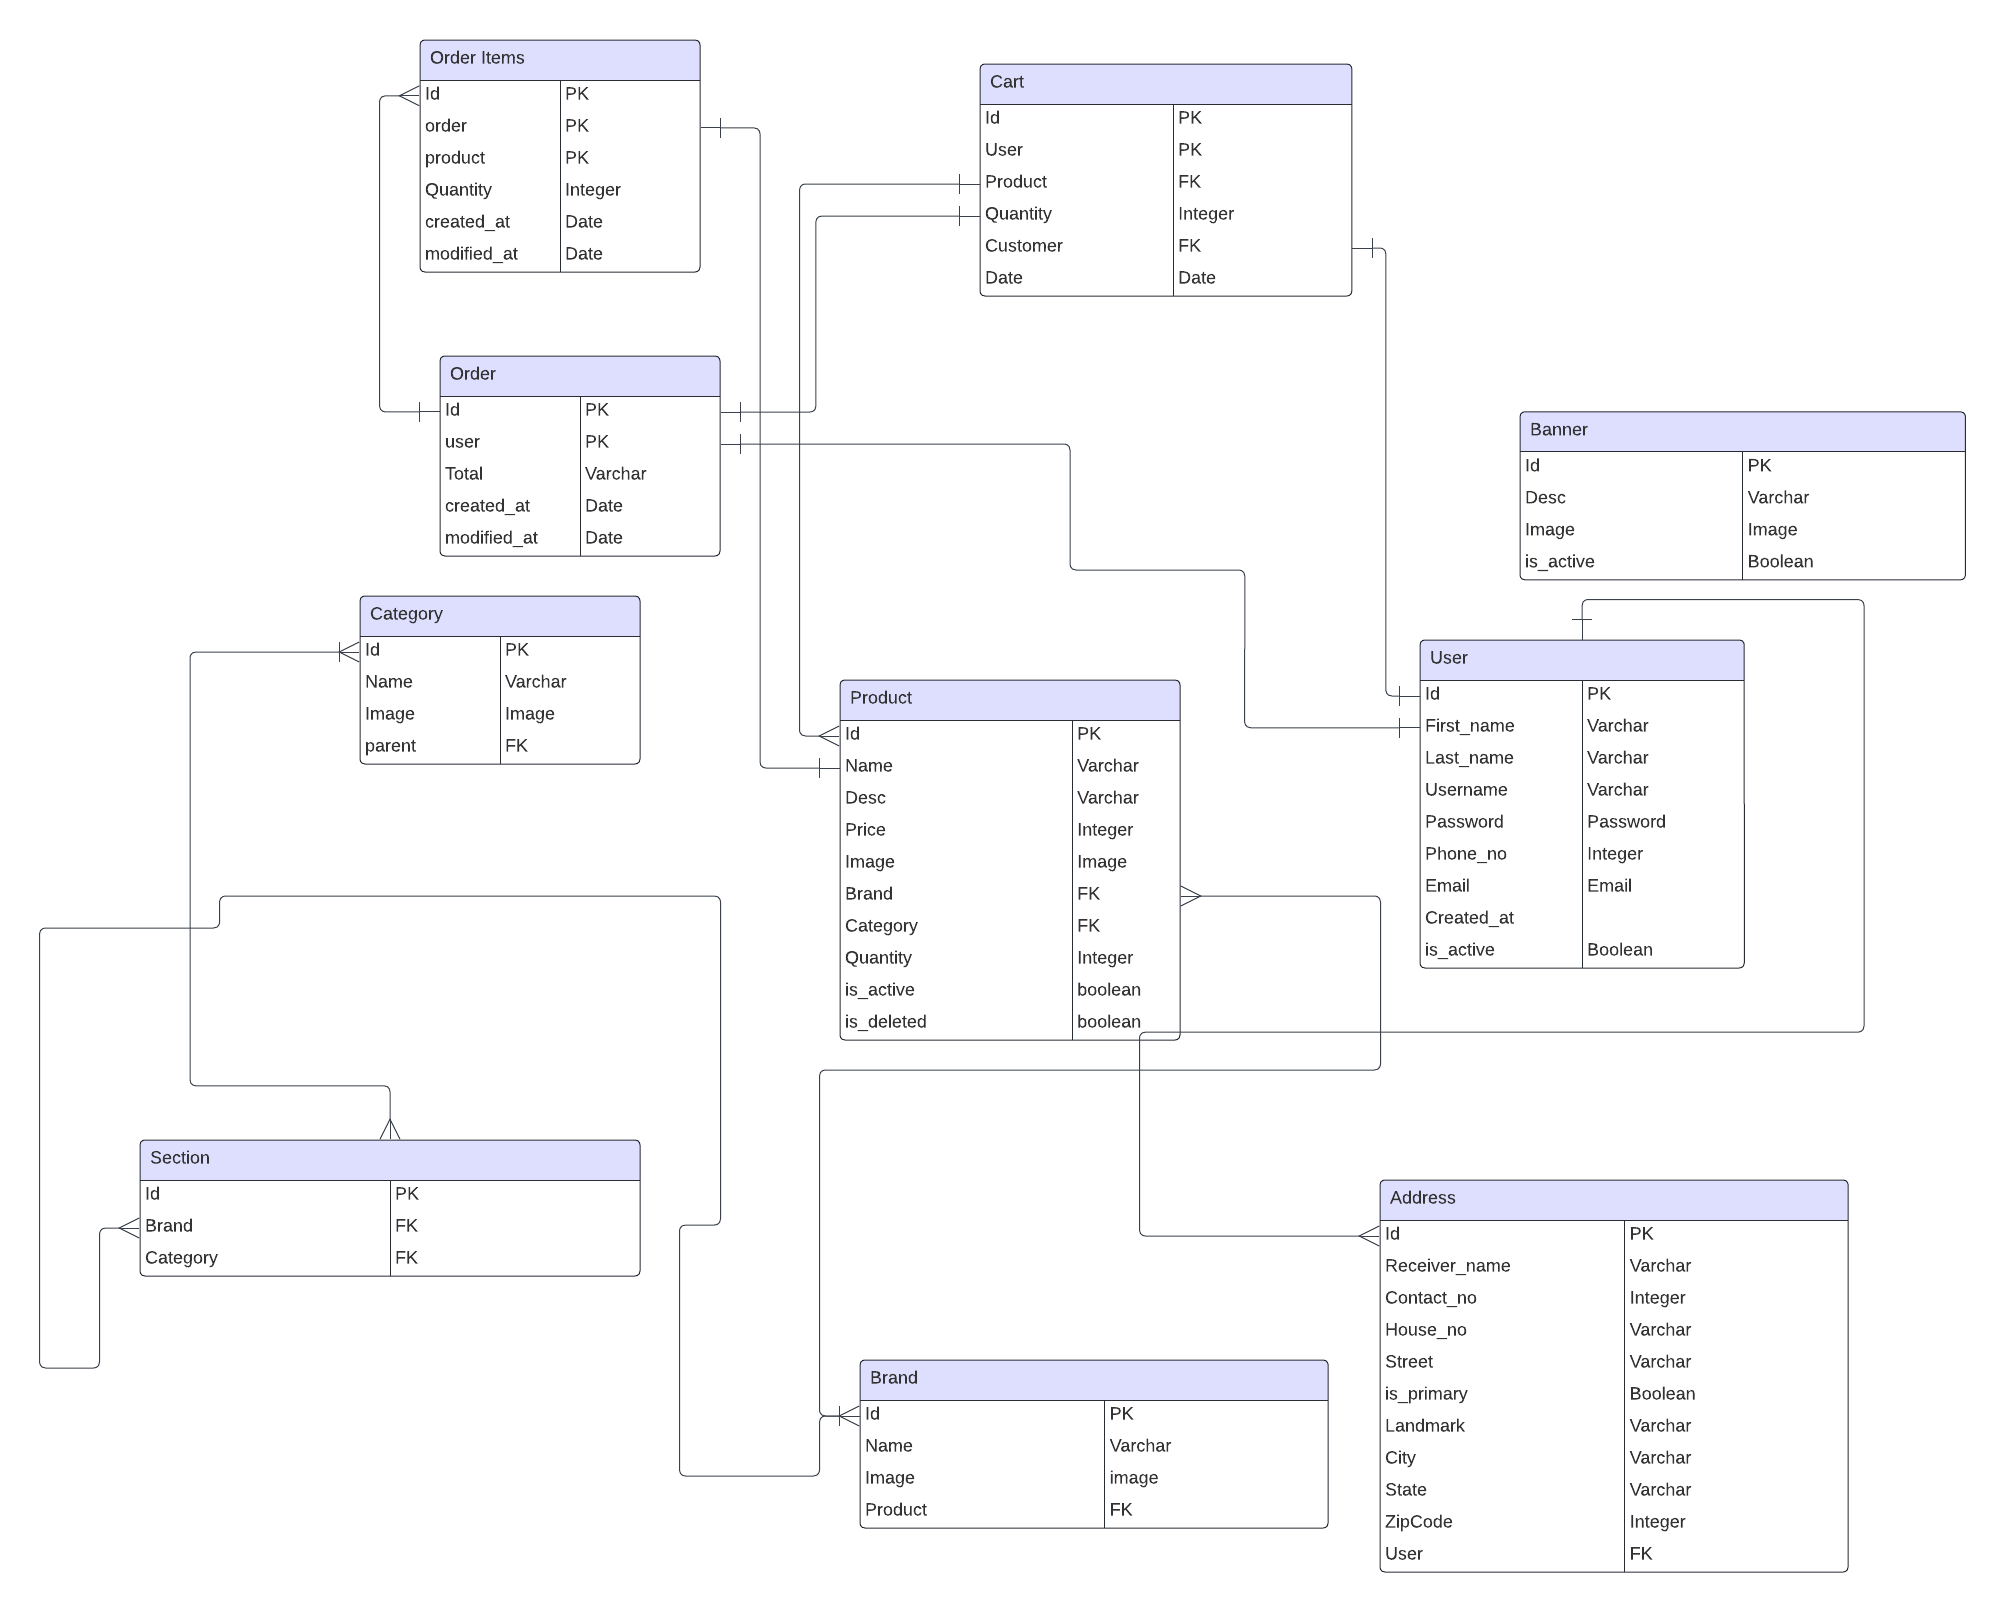 Order Items
Id PK
order PK
product PK
Quantity Integer
created_at Date
modified_at Date
Cart
Id PK
User PK
Product FK
Quantity Integer
Customer FK
Date Date
Order
Id PK
user PK
Total Varchar
created_at Date
modified_at Date
Banner
Id PK
Desc Varchar
Image Image
is_active Boolean
Category
Id PK
Name Varchar
Image Image
parent FK
User
Id PK
First_name Varchar
Last_name Varchar
Username Varchar
Password Password
Phone_no Integer
Email Email
Created_at
is_active Boolean
Product
Id PK
Name Varchar
Desc Varchar
Price Integer
Image Image
Brand FK
Category FK
Quantity Integer
is_active boolean
is_deleted boolean
Section
Id PK
Brand FK
Category FK
Address
Id PK
Receiver_name Varchar
Contact_no Integer
House_no Varchar
Street Varchar
is_primary Boolean
Landmark Varchar
City Varchar
State Varchar
ZipCode Integer
User FK
Brand
Id PK
Name Varchar
Image image
Product FK